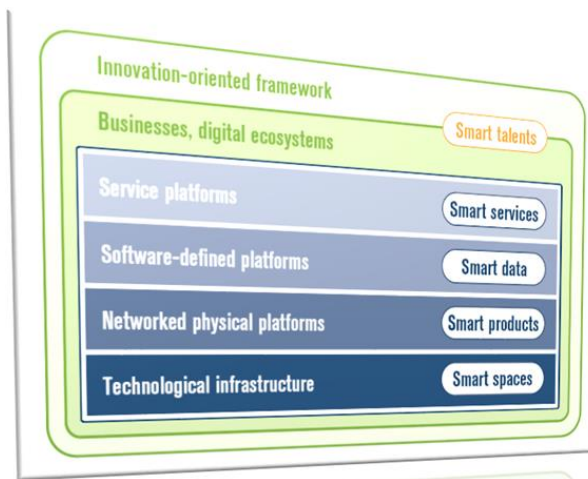 Innovation-oriented framework
Businesses, digital ecosystems
Smart talents
Service platforms
Smart services
Software-defined platforms
Smart data
Networked physical platforms
Smart products
Technological infrastructure
Smart spaces